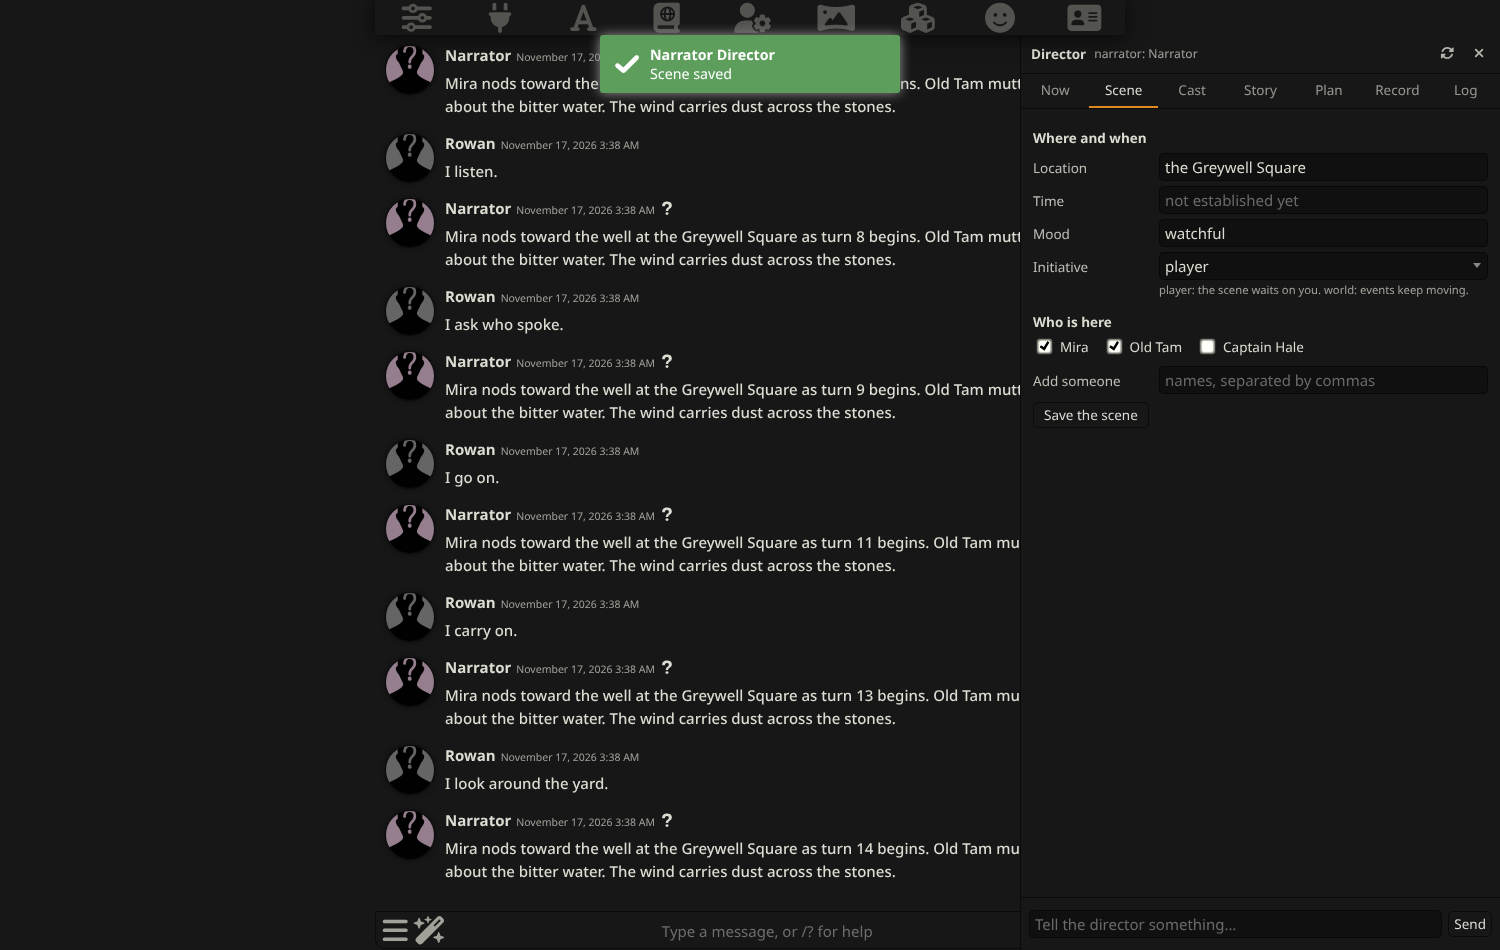 Narrator Director
Scene saved
Narrator November 17, 20
Mira nods toward the ns. Old Tam mutt
about the bitter water. The wind carries dust across the stones.
Rowan November 17, 2026 3:38 AM
I listen.
Narrator November 17, 2026 3:38 AM ?
Mira nods toward the well at the Greywell Square as turn 8 begins. Old Tam mutt
about the bitter water. The wind carries dust across the stones.
Rowan November 17, 2026 3:38 AM
I ask who spoke.
Narrator November 17, 2026 3:38 AM ?
Mira nods toward the well at the Greywell Square as turn 9 begins. Old Tam mutt
about the bitter water. The wind carries dust across the stones.
Rowan November 17, 2026 3:38 AM
I go on.
Narrator November 17, 2026 3:38 AM ?
Mira nods toward the well at the Greywell Square as turn 11 begins. Old Tam mu
about the bitter water. The wind carries dust across the stones.
Rowan November 17, 2026 3:38 AM
I carry on.
Narrator November 17, 2026 3:38 AM ?
Mira nods toward the well at the Greywell Square as turn 13 begins. Old Tam mu
about the bitter water. The wind carries dust across the stones.
Rowan November 17, 2026 3:38 AM
I look around the yard.
Narrator November 17, 2026 3:38 AM ?
Mira nods toward the well at the Greywell Square as turn 14 begins. Old Tam mu
about the bitter water. The wind carries dust across the stones.
Type a message, or /? for help
Director narrator: Narrator
Now Scene Cast Story Plan Record Log
Where and when
Location the Greywell Square
Time not established yet
Mood watchful
Initiative player
player: the scene waits on you. world: events keep moving.
Who is here
Mira Old Tam Captain Hale
Add someone names, separated by commas
Save the scene
Tell the director something... Send